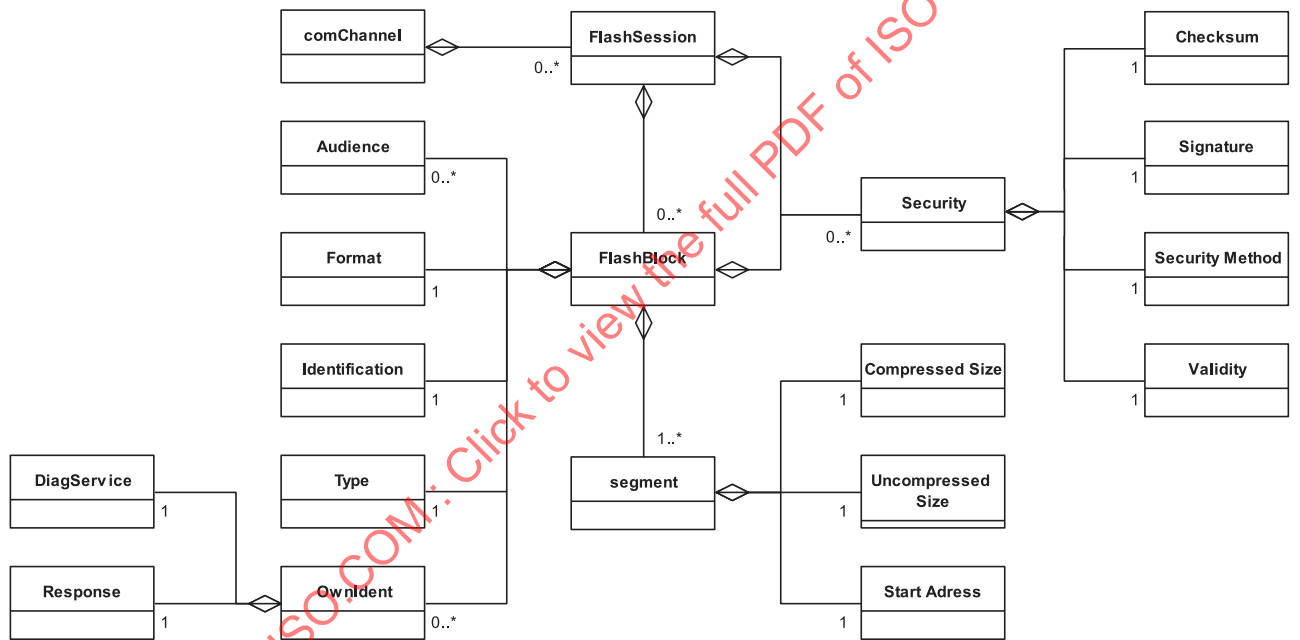 comChannel
0..*
FlashSession
Checksum
1
Audience
0..*
Signature
1
Security
0..*
0..*
Format
1
FlashBlock
Security Method
1
Identification
1
Compressed Size
1
Validity
1
1..*
DiagService
1
Type
1
segment
Uncompressed
Size
1
Response
1
OwnIdent
0..*
Start Adress
1
ISO.COM.: Click to view the full PDF of ISO